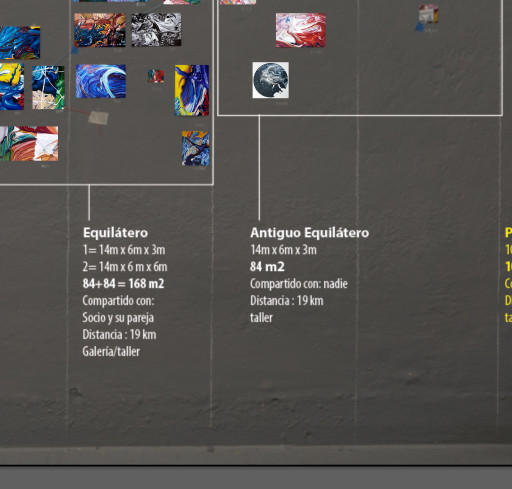 Equilátero
1= 14m x 6m x 3m
2= 14m x 6 m x 6m
84+84 = 168 m2
Compartido con:
Socio y su pareja
Distancia : 19 km
Galería/taller
Antiguo Equilátero
14m x 6m x 3m
84 m2
Compartido con: nadie
Distancia : 19 km
taller